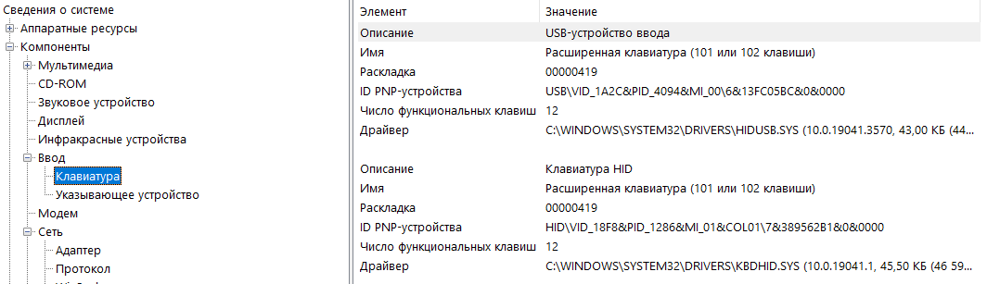 Сведения о системе
Аппаратные ресурсы
Компоненты
Мультимедиа
CD-ROM
Звуковое устройство
Дисплей
Инфракрасные устройства
Ввод
Клавиатура
Указывающее устройство
Модем
Сеть
Адаптер
Протокол
Элемент Значение
Описание USB-устройство ввода
Имя Расширенная клавиатура (101 или 102 клавиши)
Раскладка 00000419
ID PNP-устройства USB\VID_1A2C&PID_4094&MI_00\6&13FC05BC&0&0000
Число функциональных клавиш 12
Драйвер C:\WINDOWS\SYSTEM32\DRIVERS\HIDUSB.SYS (10.0.19041.3570, 43,00 КБ (44...
Описание Клавиатура HID
Имя Расширенная клавиатура (101 или 102 клавиши)
Раскладка 00000419
ID PNP-устройства HID\VID_18F8&PID_1286&MI_01&COL01\7&389562B1&0&0000
Число функциональных клавиш 12
Драйвер C:\WINDOWS\SYSTEM32\DRIVERS\KBDHID.SYS (10.0.19041.1, 45,50 КБ (46 59...